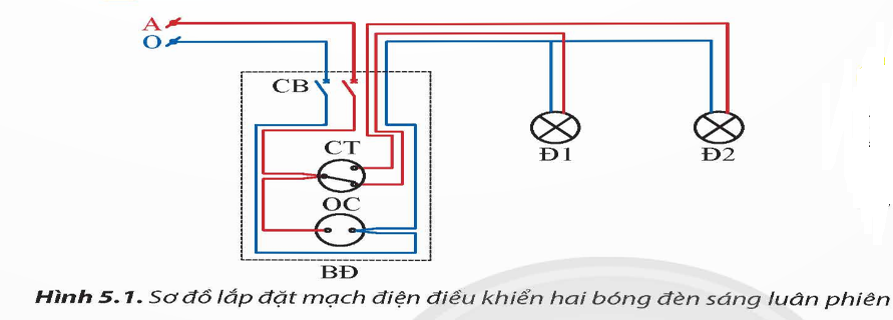 A
O
CB
CT
OC
BĐ
Đ1
Đ2
Hình 5.1. Sơ đồ lắp đặt mạch điện điều khiển hai bóng đèn sáng luân phiên